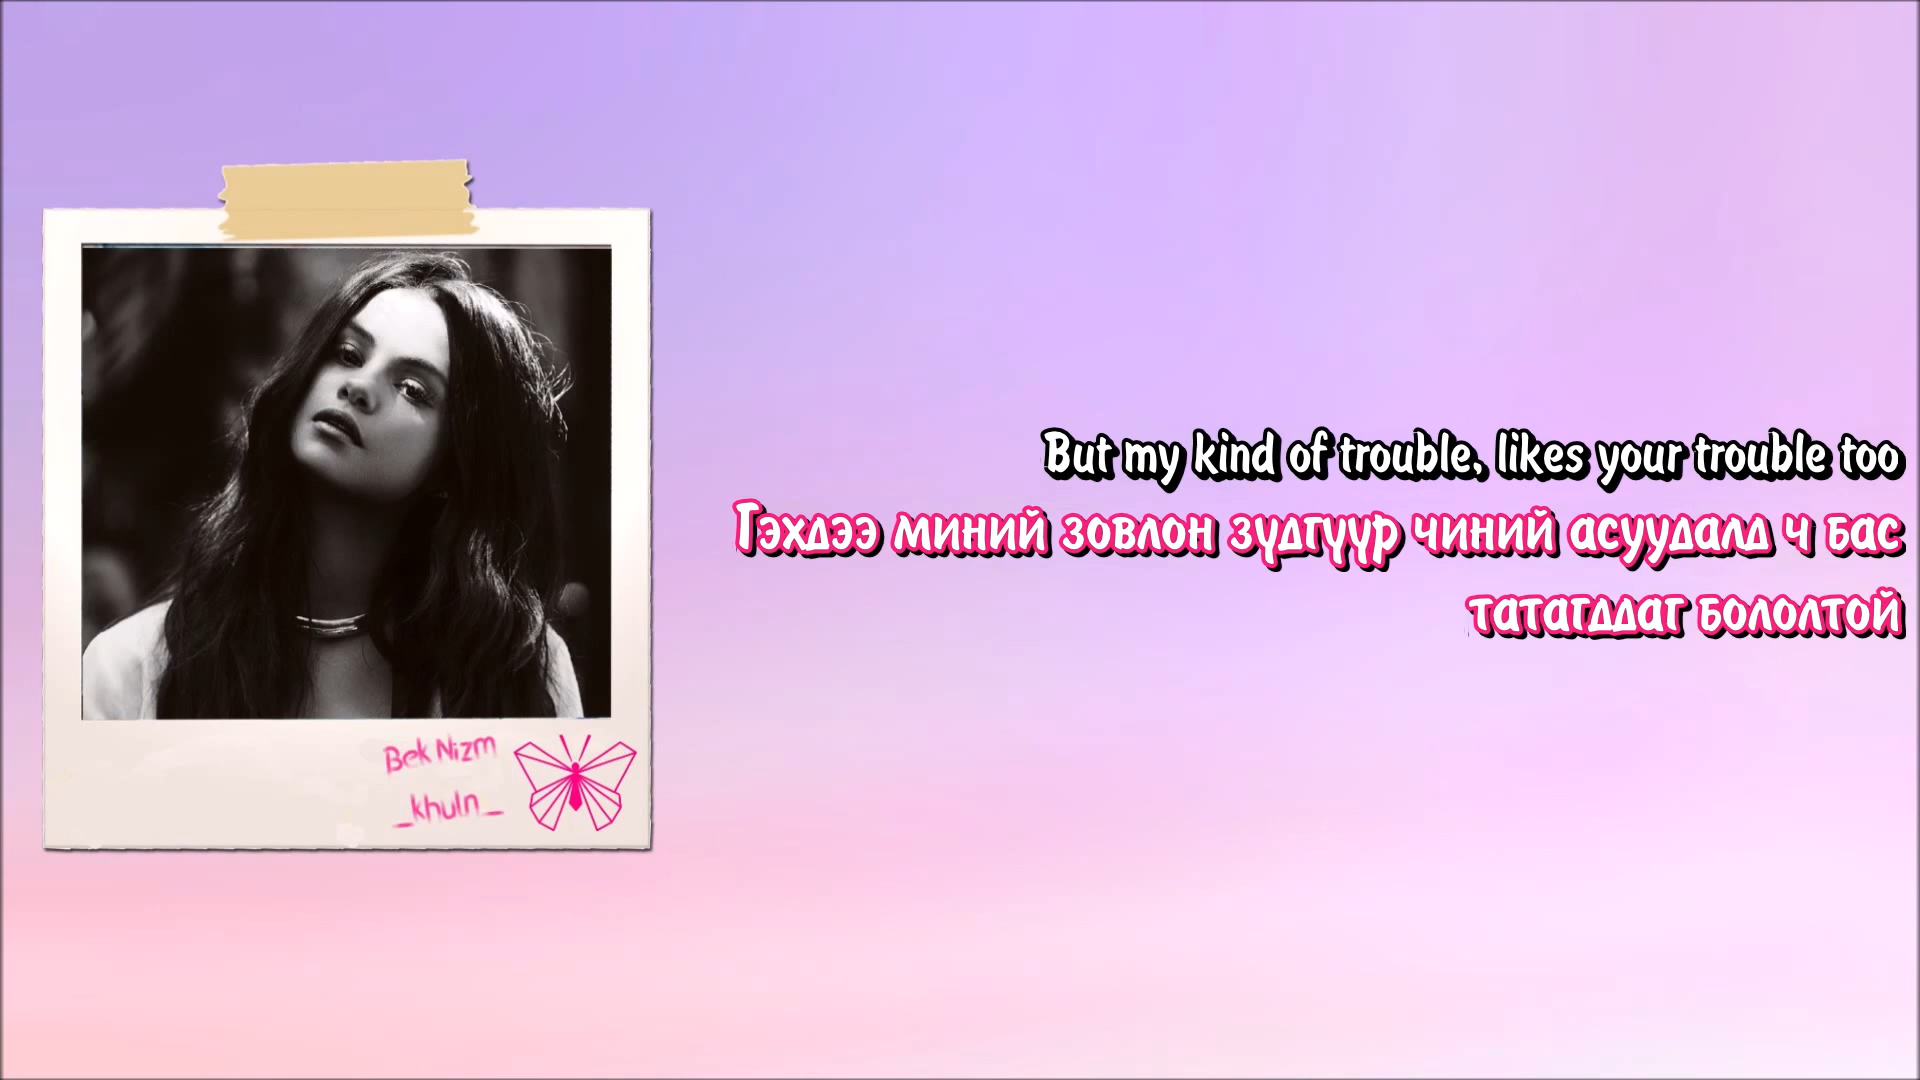 But my kind of trouble, likes your trouble too
Гэхдээ миний зовлон зүдгүүр чиний асуудалд ч бас
татагддаг бололтой
Bek Nizm
_khuln_